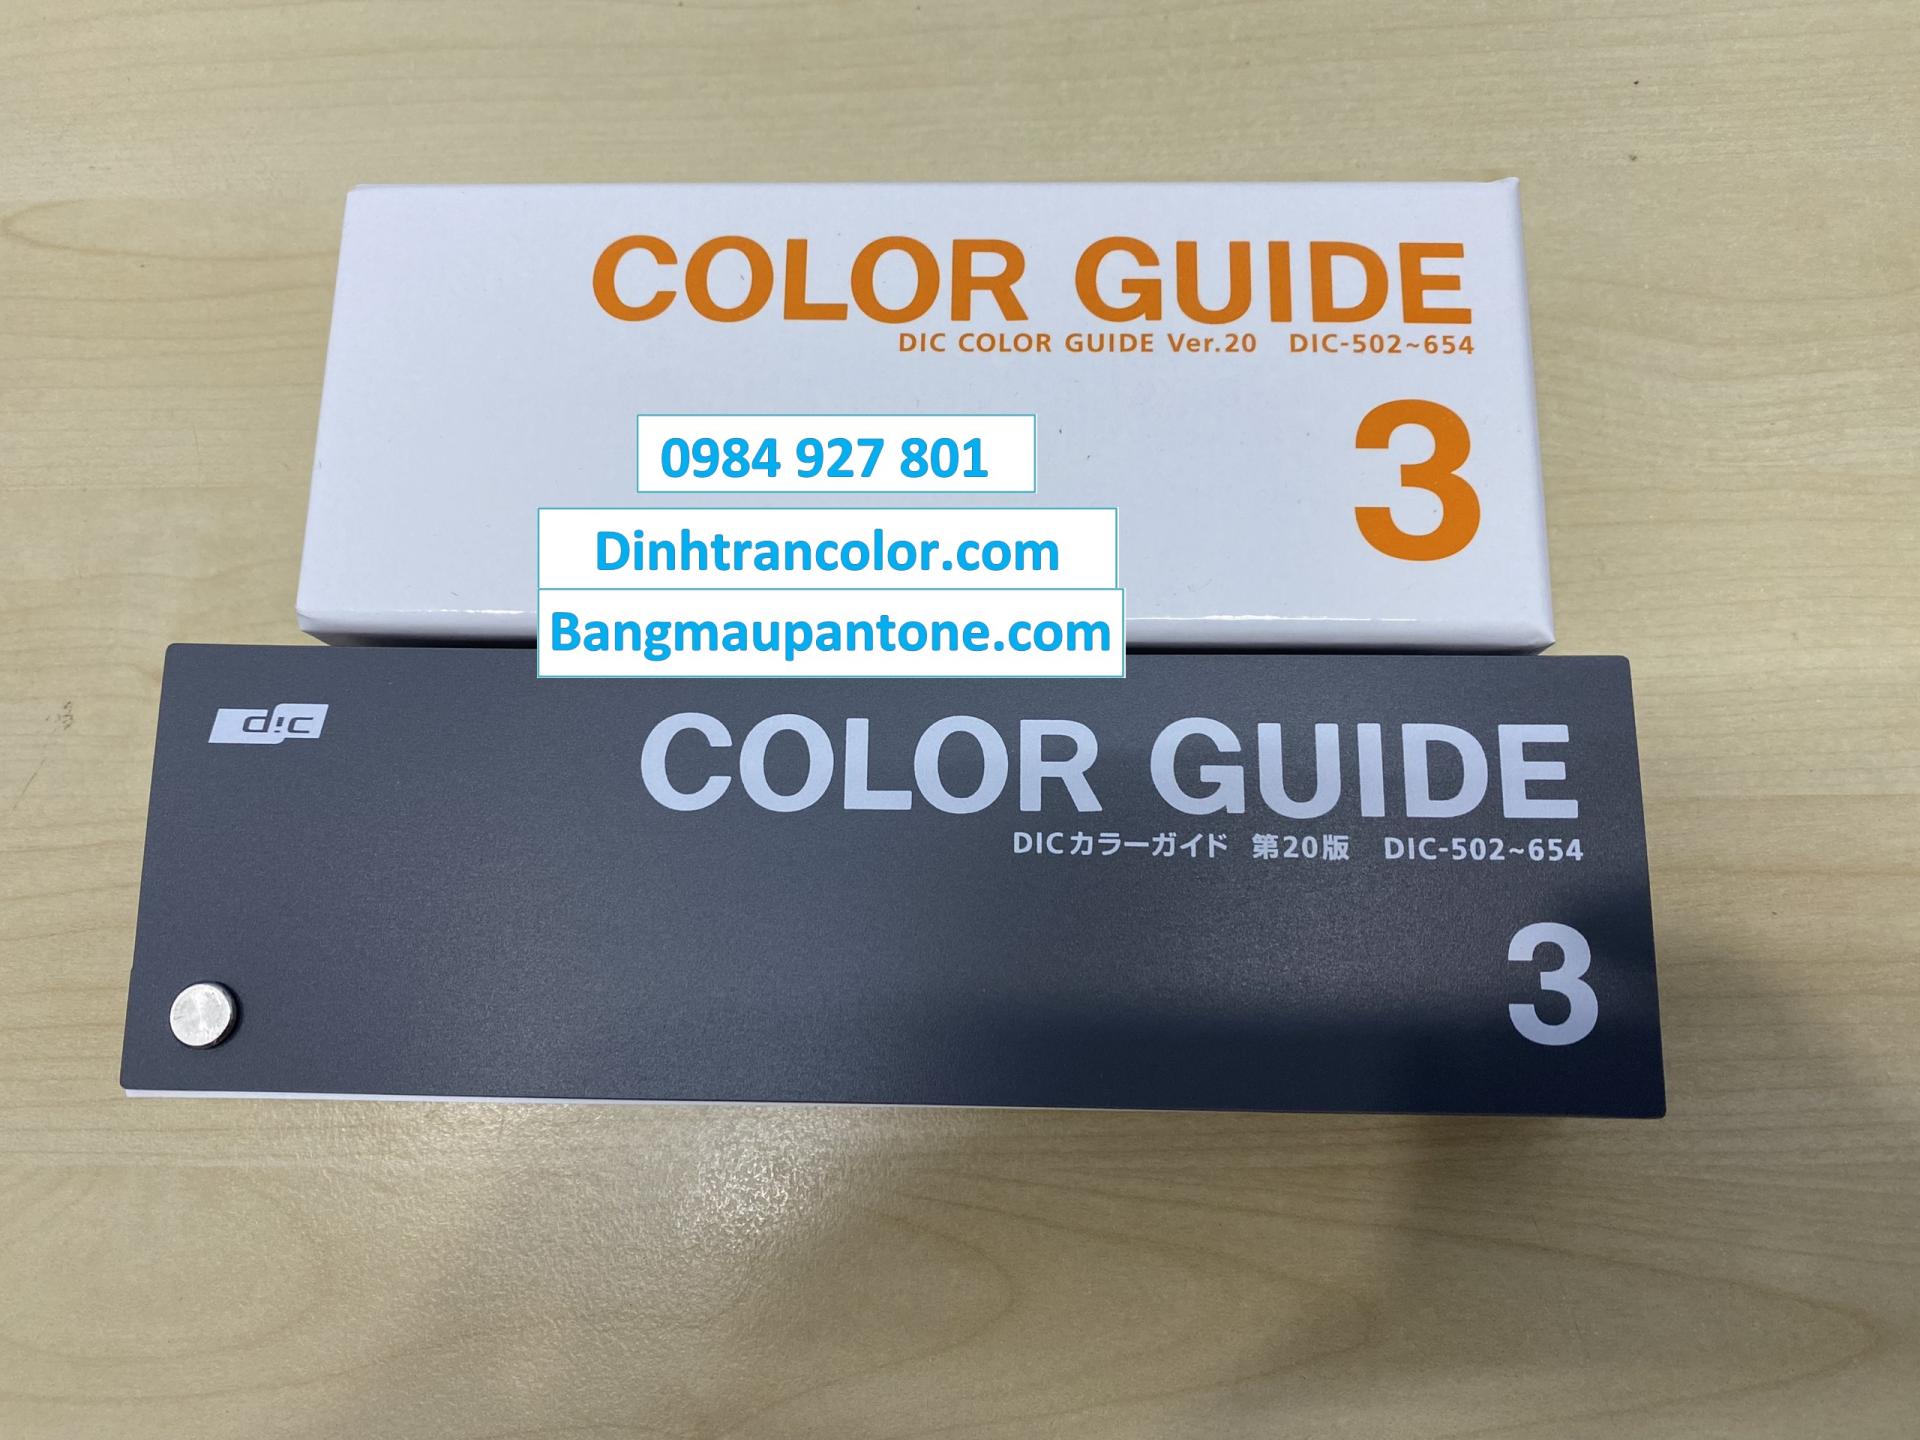 COLOR GUIDE
DIC COLOR GUIDE Ver.20 DIC-502~654
3
0984 927 801
Dinhtrancolor.com
Bangmaupantone.com
dic
COLOR GUIDE
DICカラーガイド 第20版 DIC-502~654
3